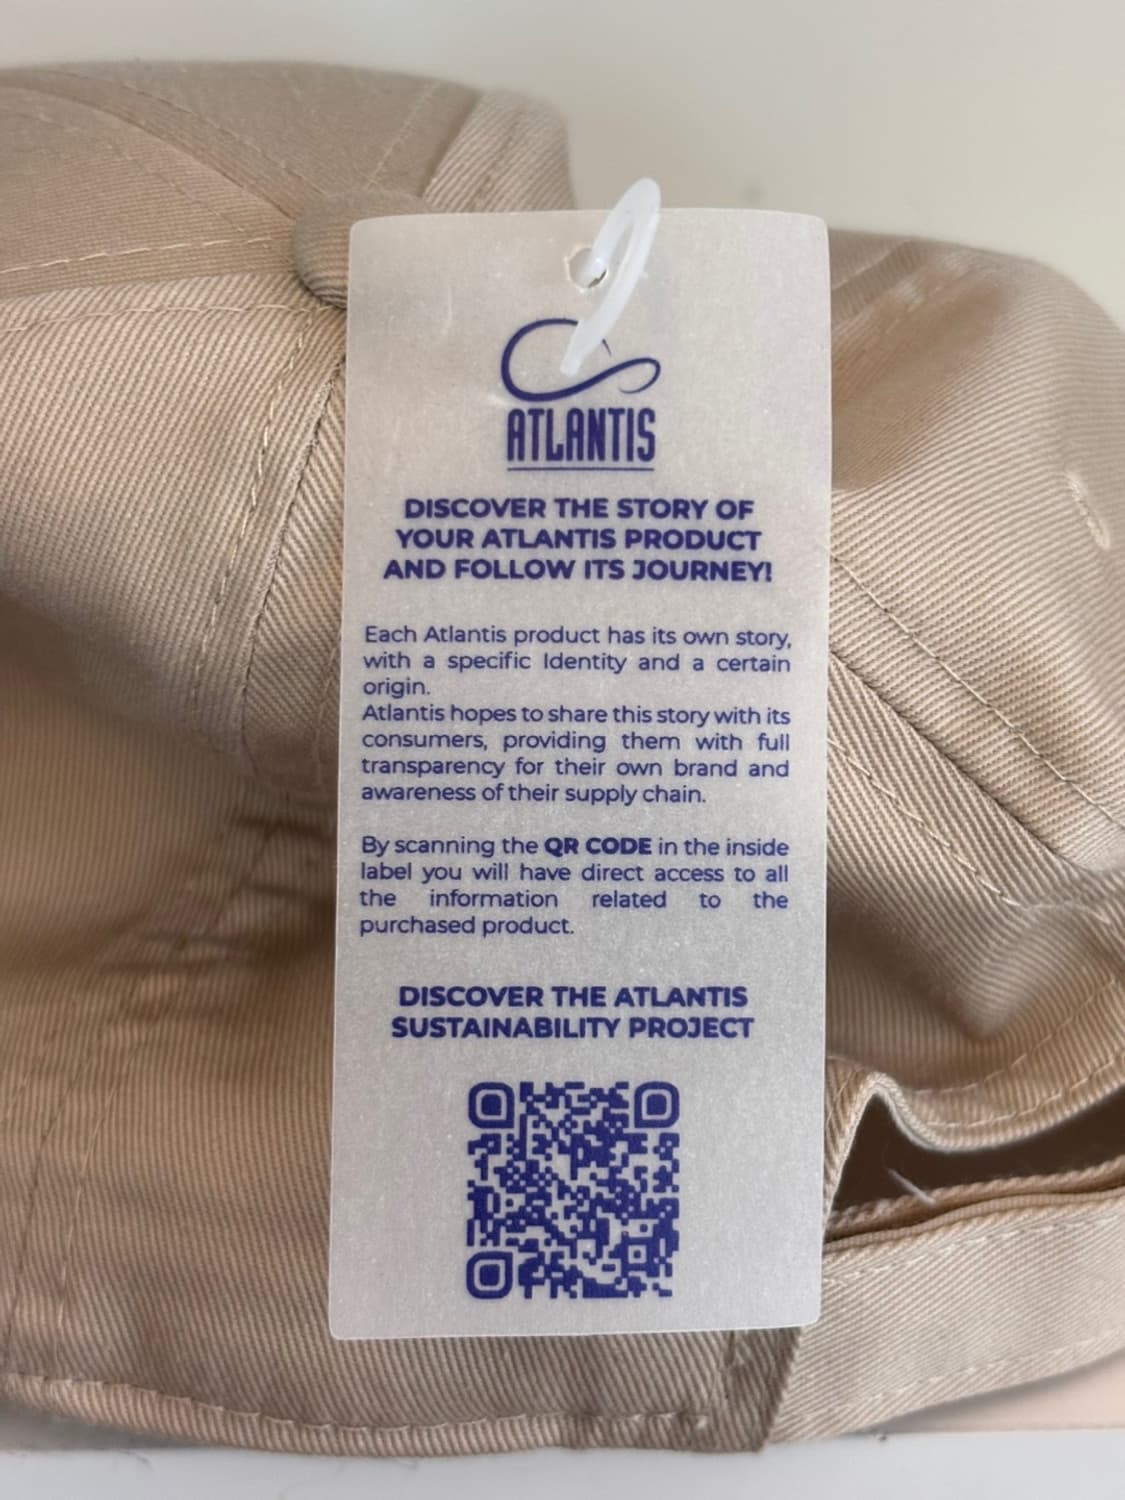 ATLANTIS
DISCOVER THE STORY OF
YOUR ATLANTIS PRODUCT
AND FOLLOW ITS JOURNEY!
Each Atlantis product has its own story,
with a specific Identity and a certain
origin.
Atlantis hopes to share this story with its
consumers, providing them with full
transparency for their own brand and
awareness of their supply chain.
By scanning the QR CODE in the inside
label you will have direct access to all
the information related to the
purchased product.
DISCOVER THE ATLANTIS
SUSTAINABILITY PROJECT